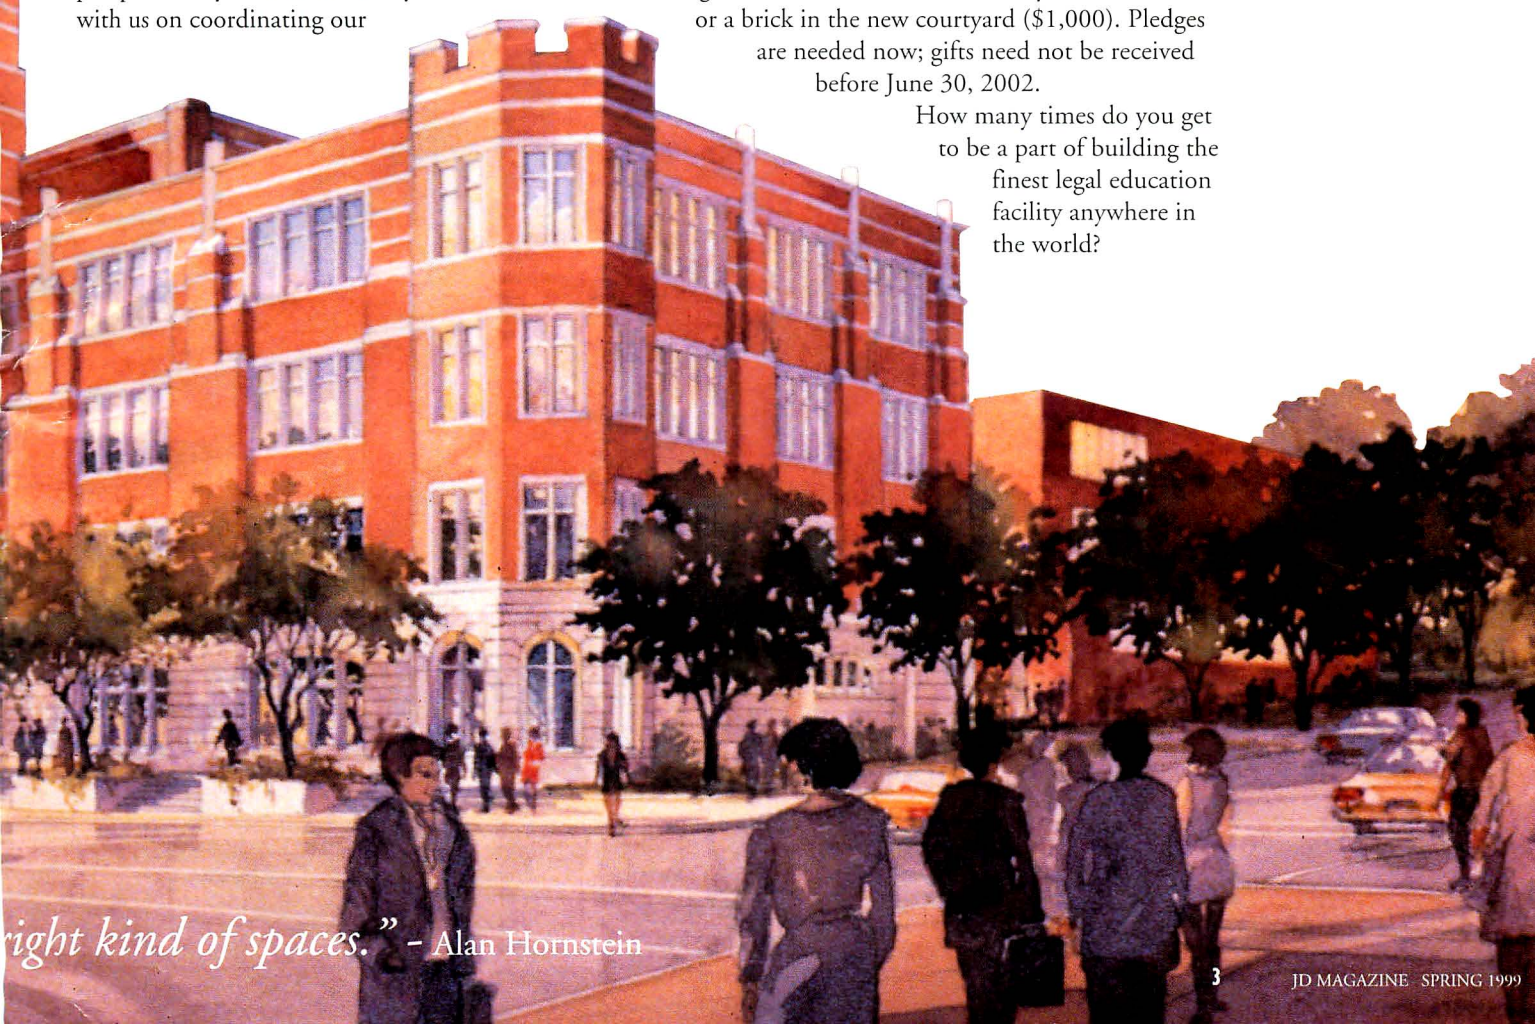 with us on coordinating our
or a brick in the new courtyard ($1,000). Pledges
are needed now; gifts need not be received
before June 30, 2002.
How many times do you get
to be a part of building the
finest legal education
facility anywhere in
the world?
right kind of spaces.” – Alan Hornstein
3 JD MAGAZINE SPRING 1999